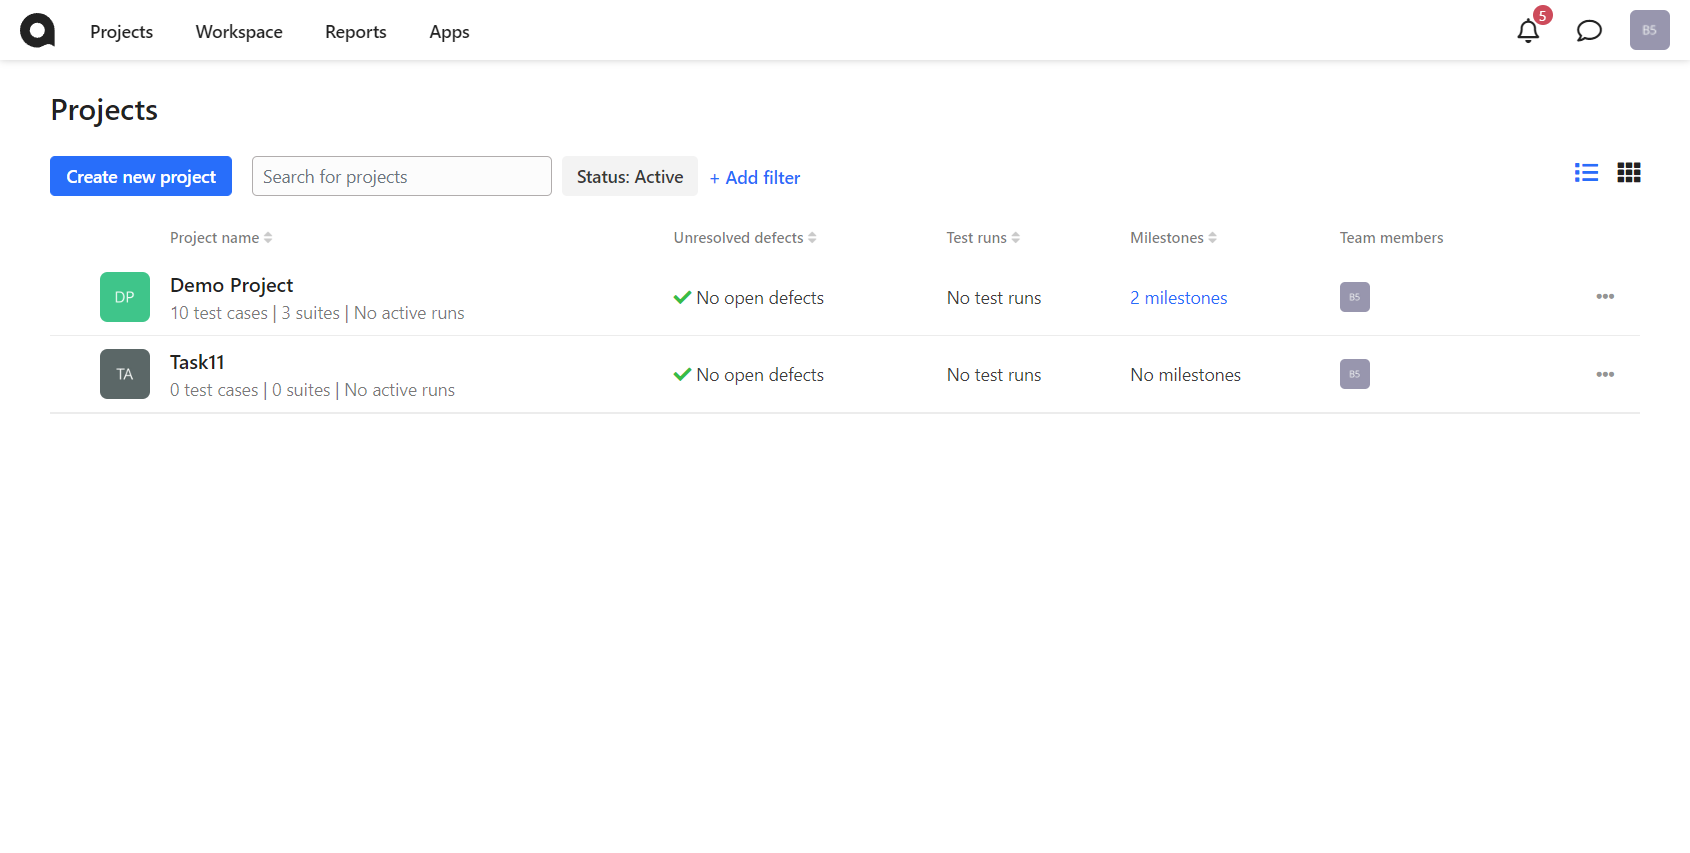 Projects Workspace Reports Apps 5 BS
Projects
Create new project Search for projects Status: Active + Add filter
Project name Unresolved defects Test runs Milestones Team members
DP Demo Project No open defects No test runs 2 milestones BS
10 test cases | 3 suites | No active runs
TA Task11 No open defects No test runs No milestones BS
0 test cases | 0 suites | No active runs